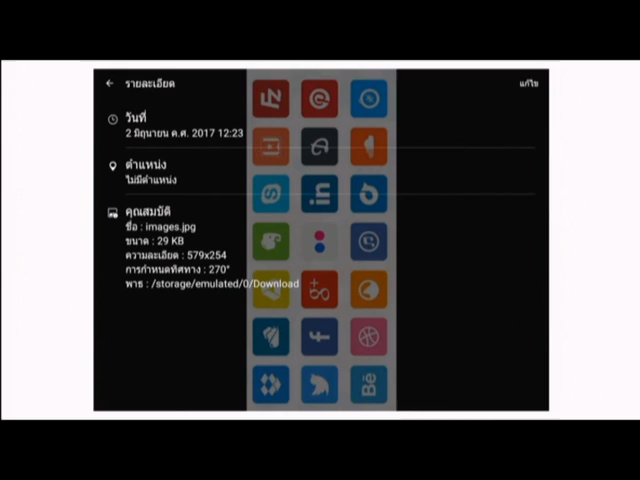 รายละเอียด
แก้ไข
วันที่
2 มิถุนายน ค.ศ. 2017 12:23
ตำแหน่ง
ไม่มีตำแหน่ง
คุณสมบัติ
ชื่อ : images.jpg
ขนาด : 29 KB
ความละเอียด : 579x254
การกำหนดทิศทาง : 270°
พาธ : /storage/emulated/0/Download
in
g+
f
Bē